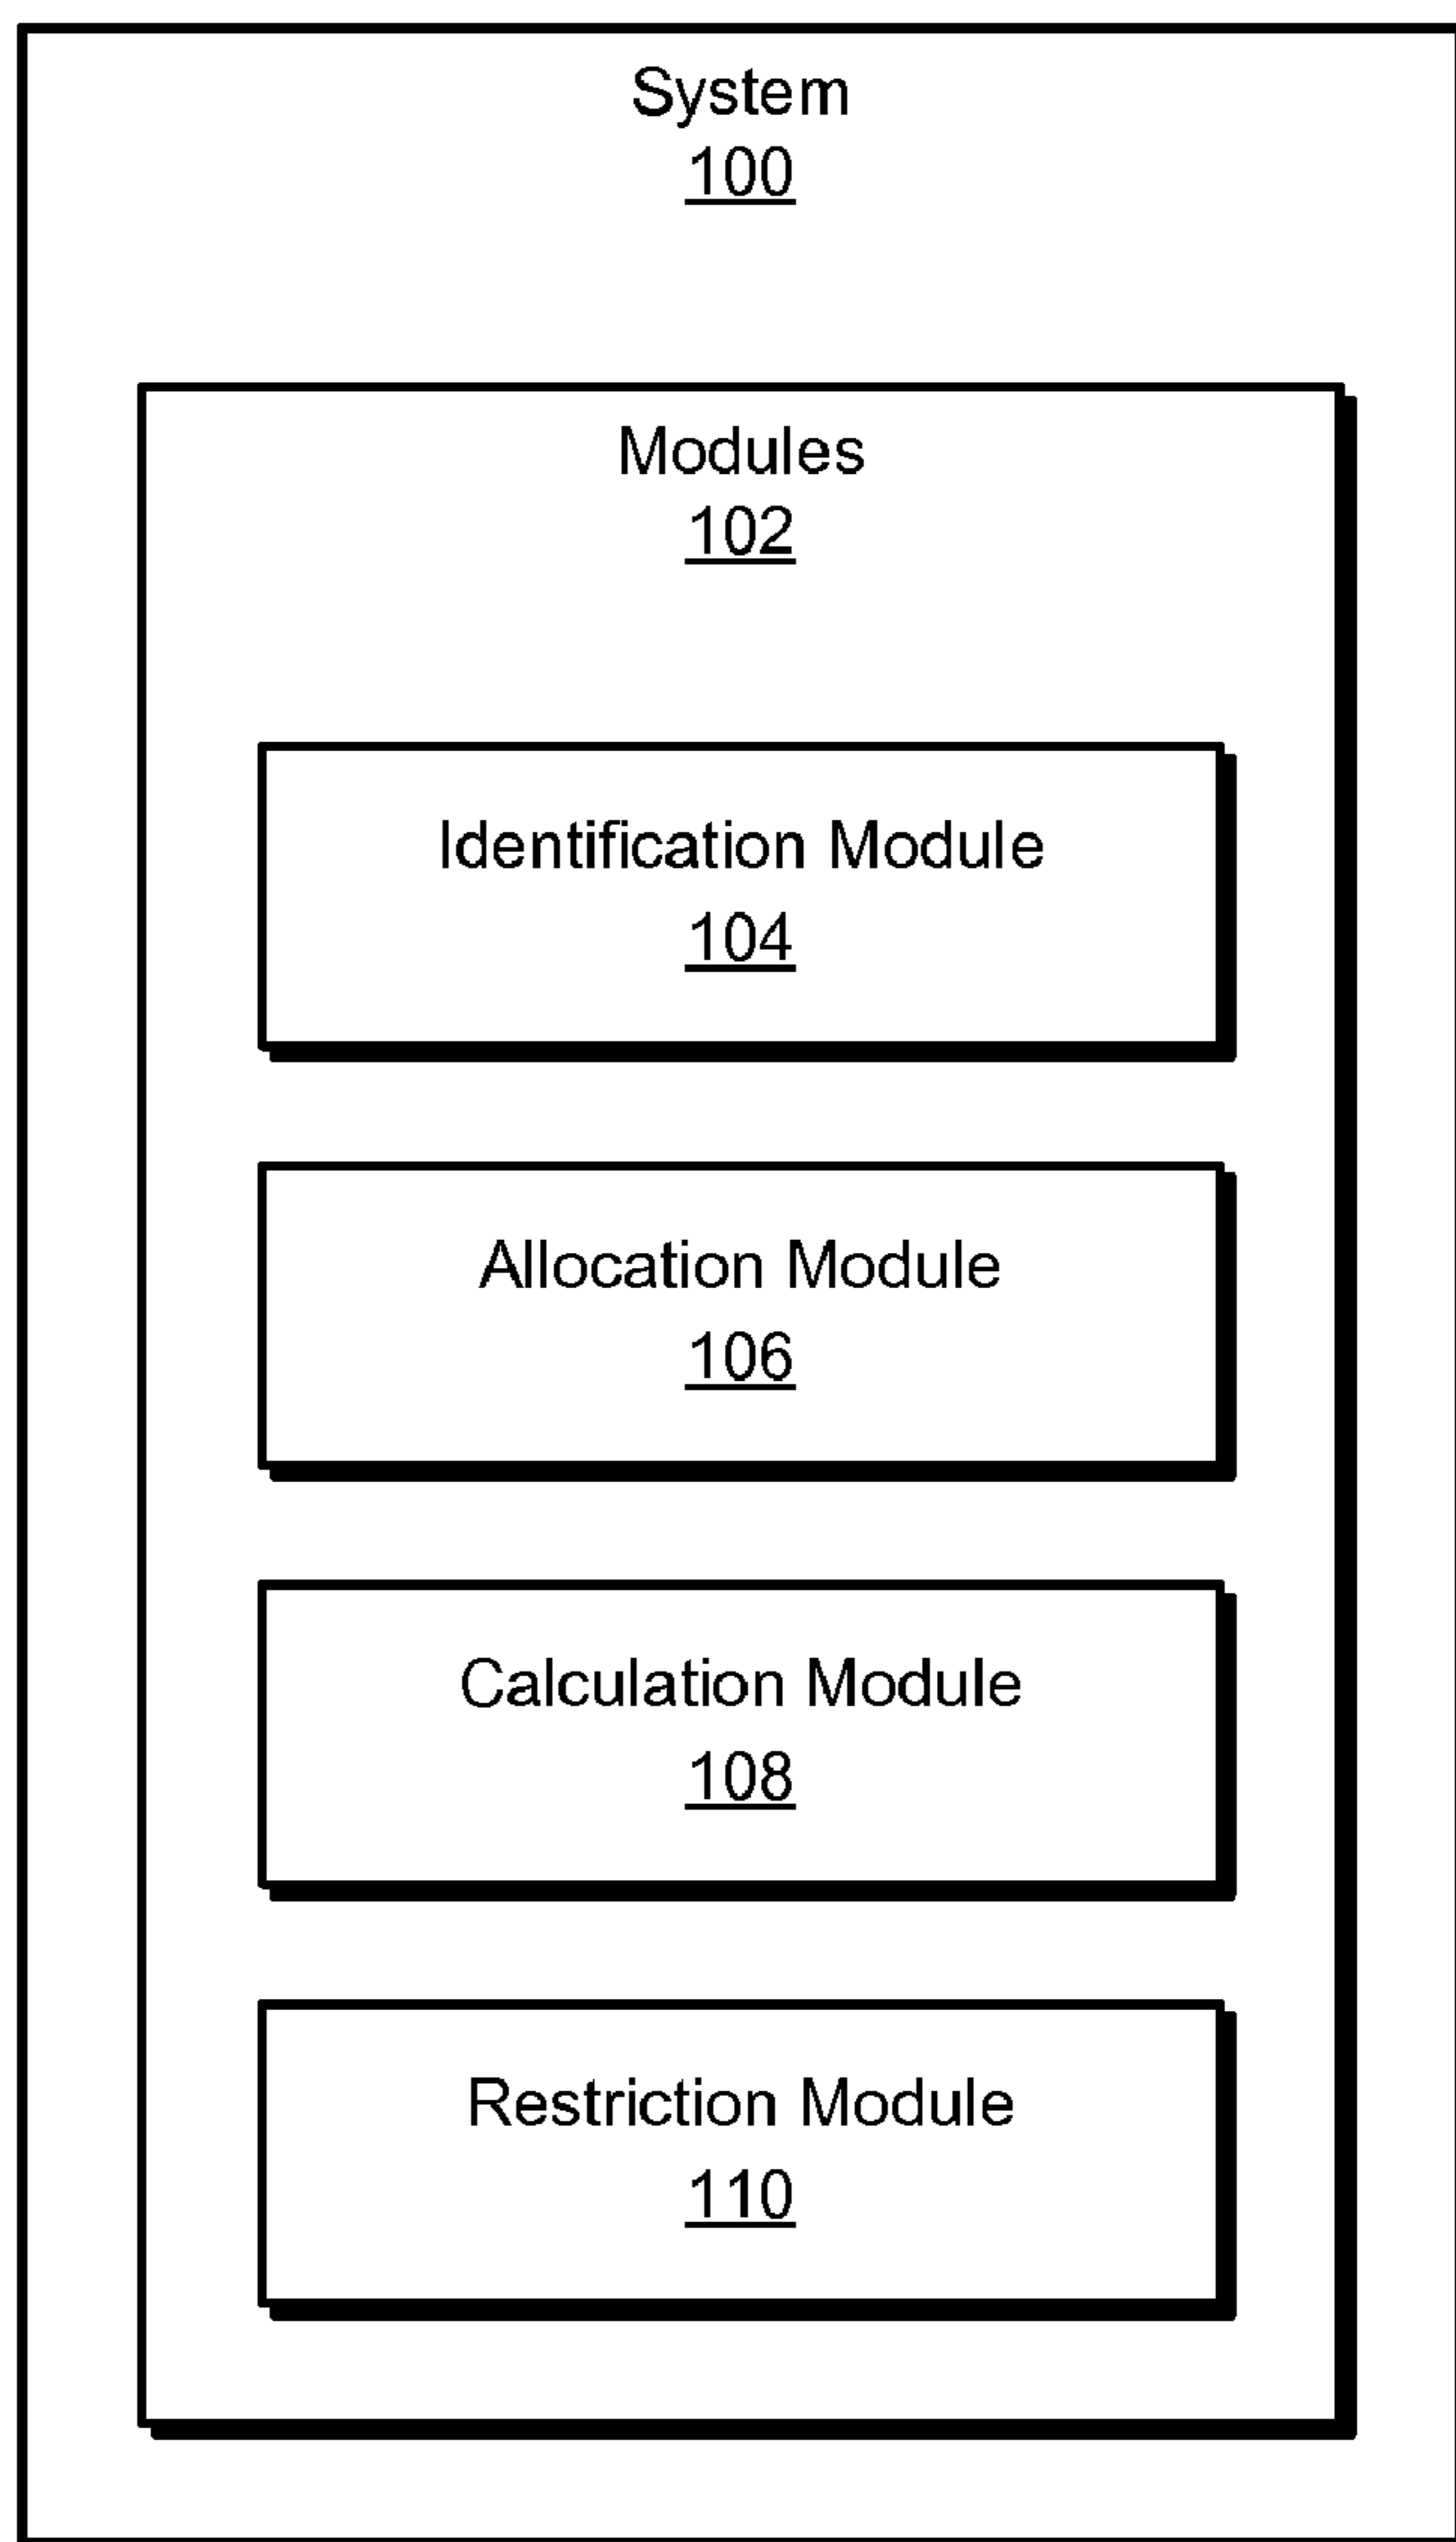 System
100
Modules
102
Identification Module
104
Allocation Module
106
Calculation Module
108
Restriction Module
110